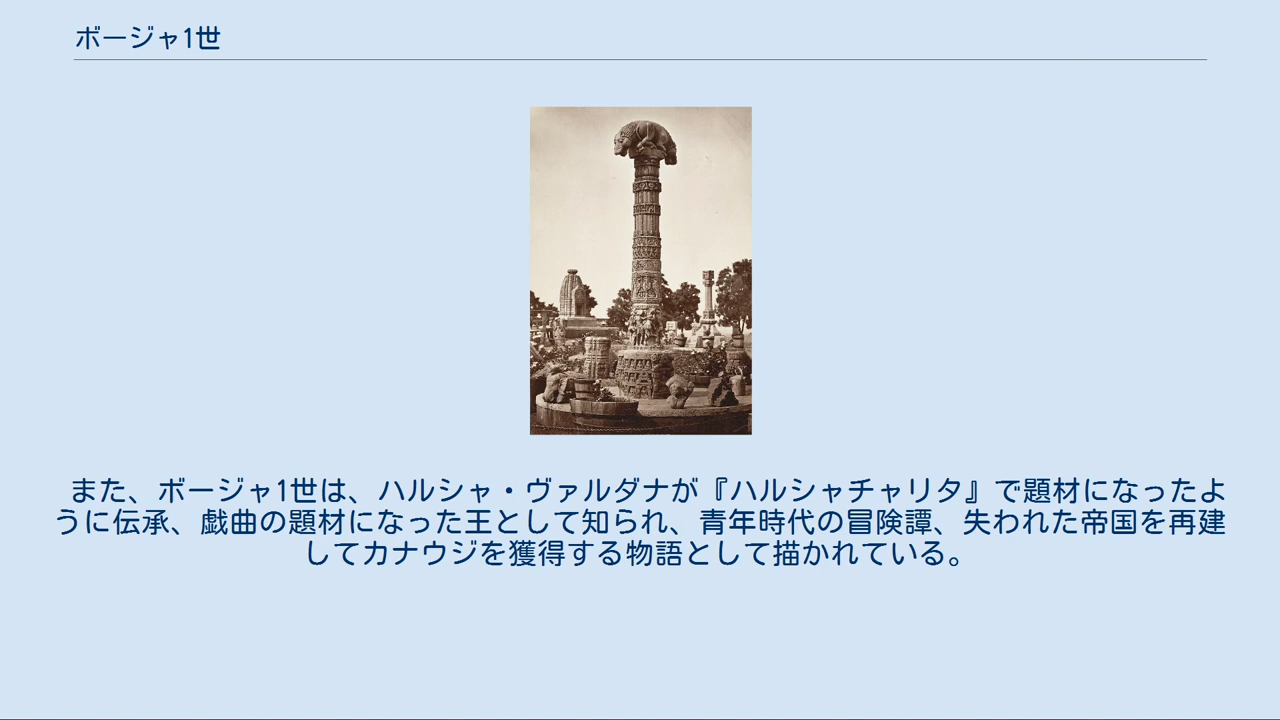 ボージャ1世
また、ボージャ1世は、ハルシャ・ヴァルダナが『ハルシャチャリタ』で題材になったよ
うに伝承、戯曲の題材になった王として知られ、青年時代の冒険譚、失われた帝国を再建
してカナウジを獲得する物語として描かれている。